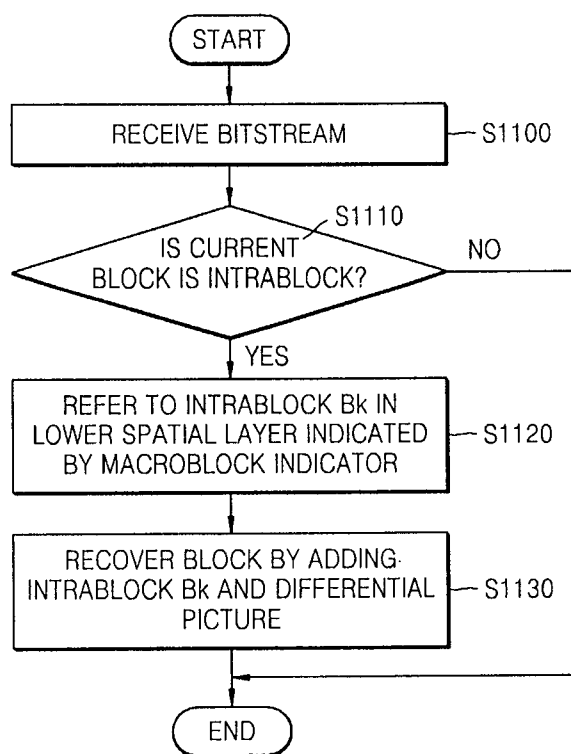 START
RECEIVE BITSTREAM
S1100
S1110
IS CURRENT
BLOCK IS INTRABLOCK?
NO
YES
REFER TO INTRABLOCK Bk IN
LOWER SPATIAL LAYER INDICATED
BY MACROBLOCK INDICATOR
S1120
RECOVER BLOCK BY ADDING
INTRABLOCK Bk AND DIFFERENTIAL
PICTURE
S1130
END